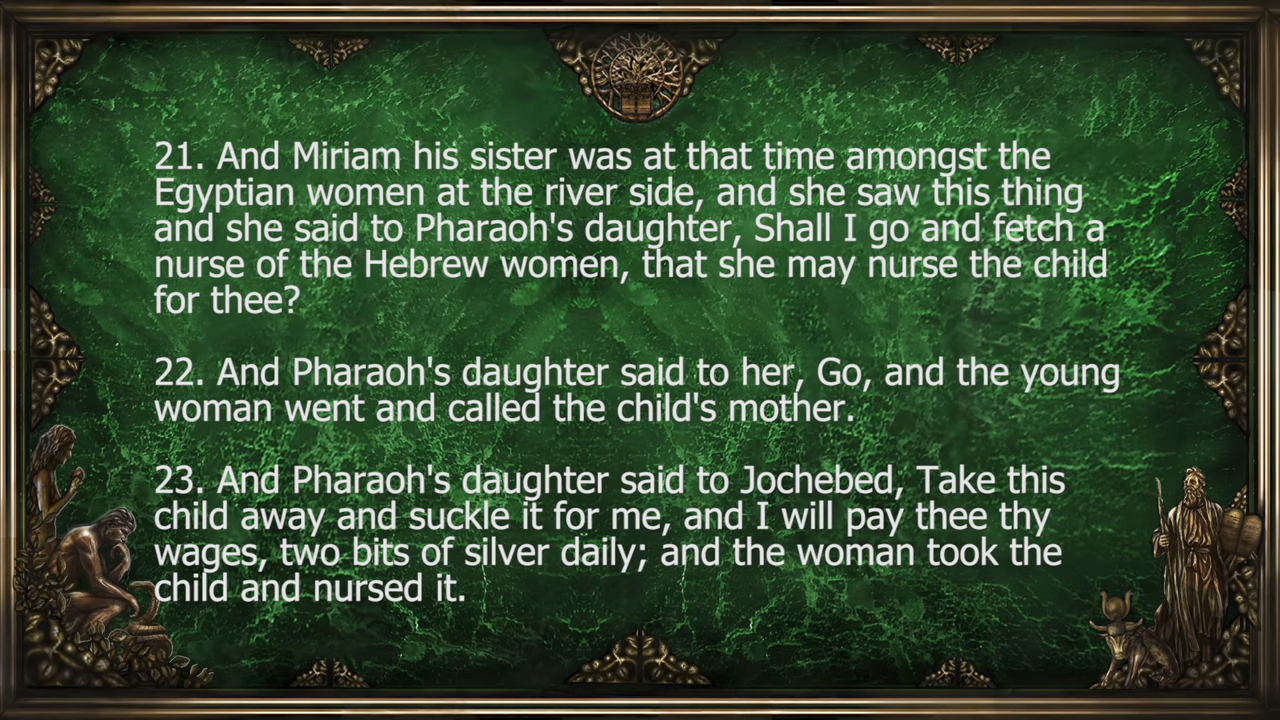 21. And Miriam his sister was at that time amongst the
Egyptian women at the river side, and she saw this thing
and she said to Pharaoh's daughter, Shall I go and fetch a
nurse of the Hebrew women, that she may nurse the child
for thee?
22. And Pharaoh's daughter said to her, Go, and the young
woman went and called the child's mother.
23. And Pharaoh's daughter said to Jochebed, Take this
child away and suckle it for me, and I will pay thee thy
wages, two bits of silver daily; and the woman took the
child and nursed it.